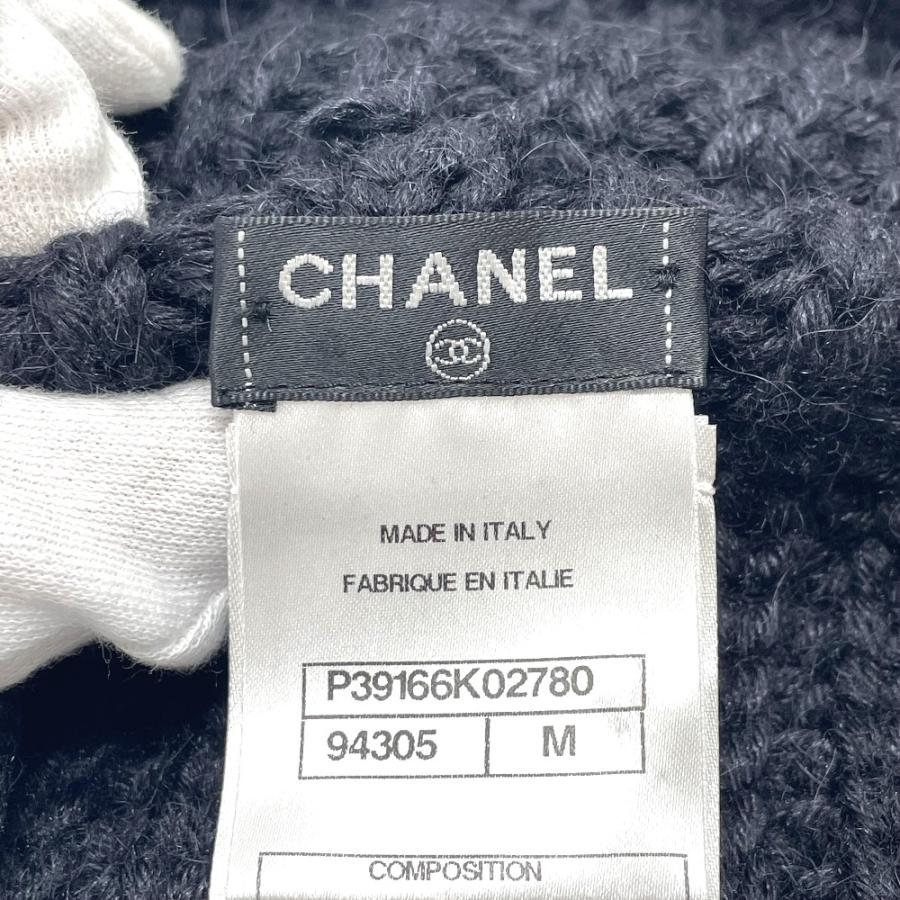 CHANEL
MADE IN ITALY
FABRIQUE EN ITALIE
P39166K02780
94305 M
COMPOSITION